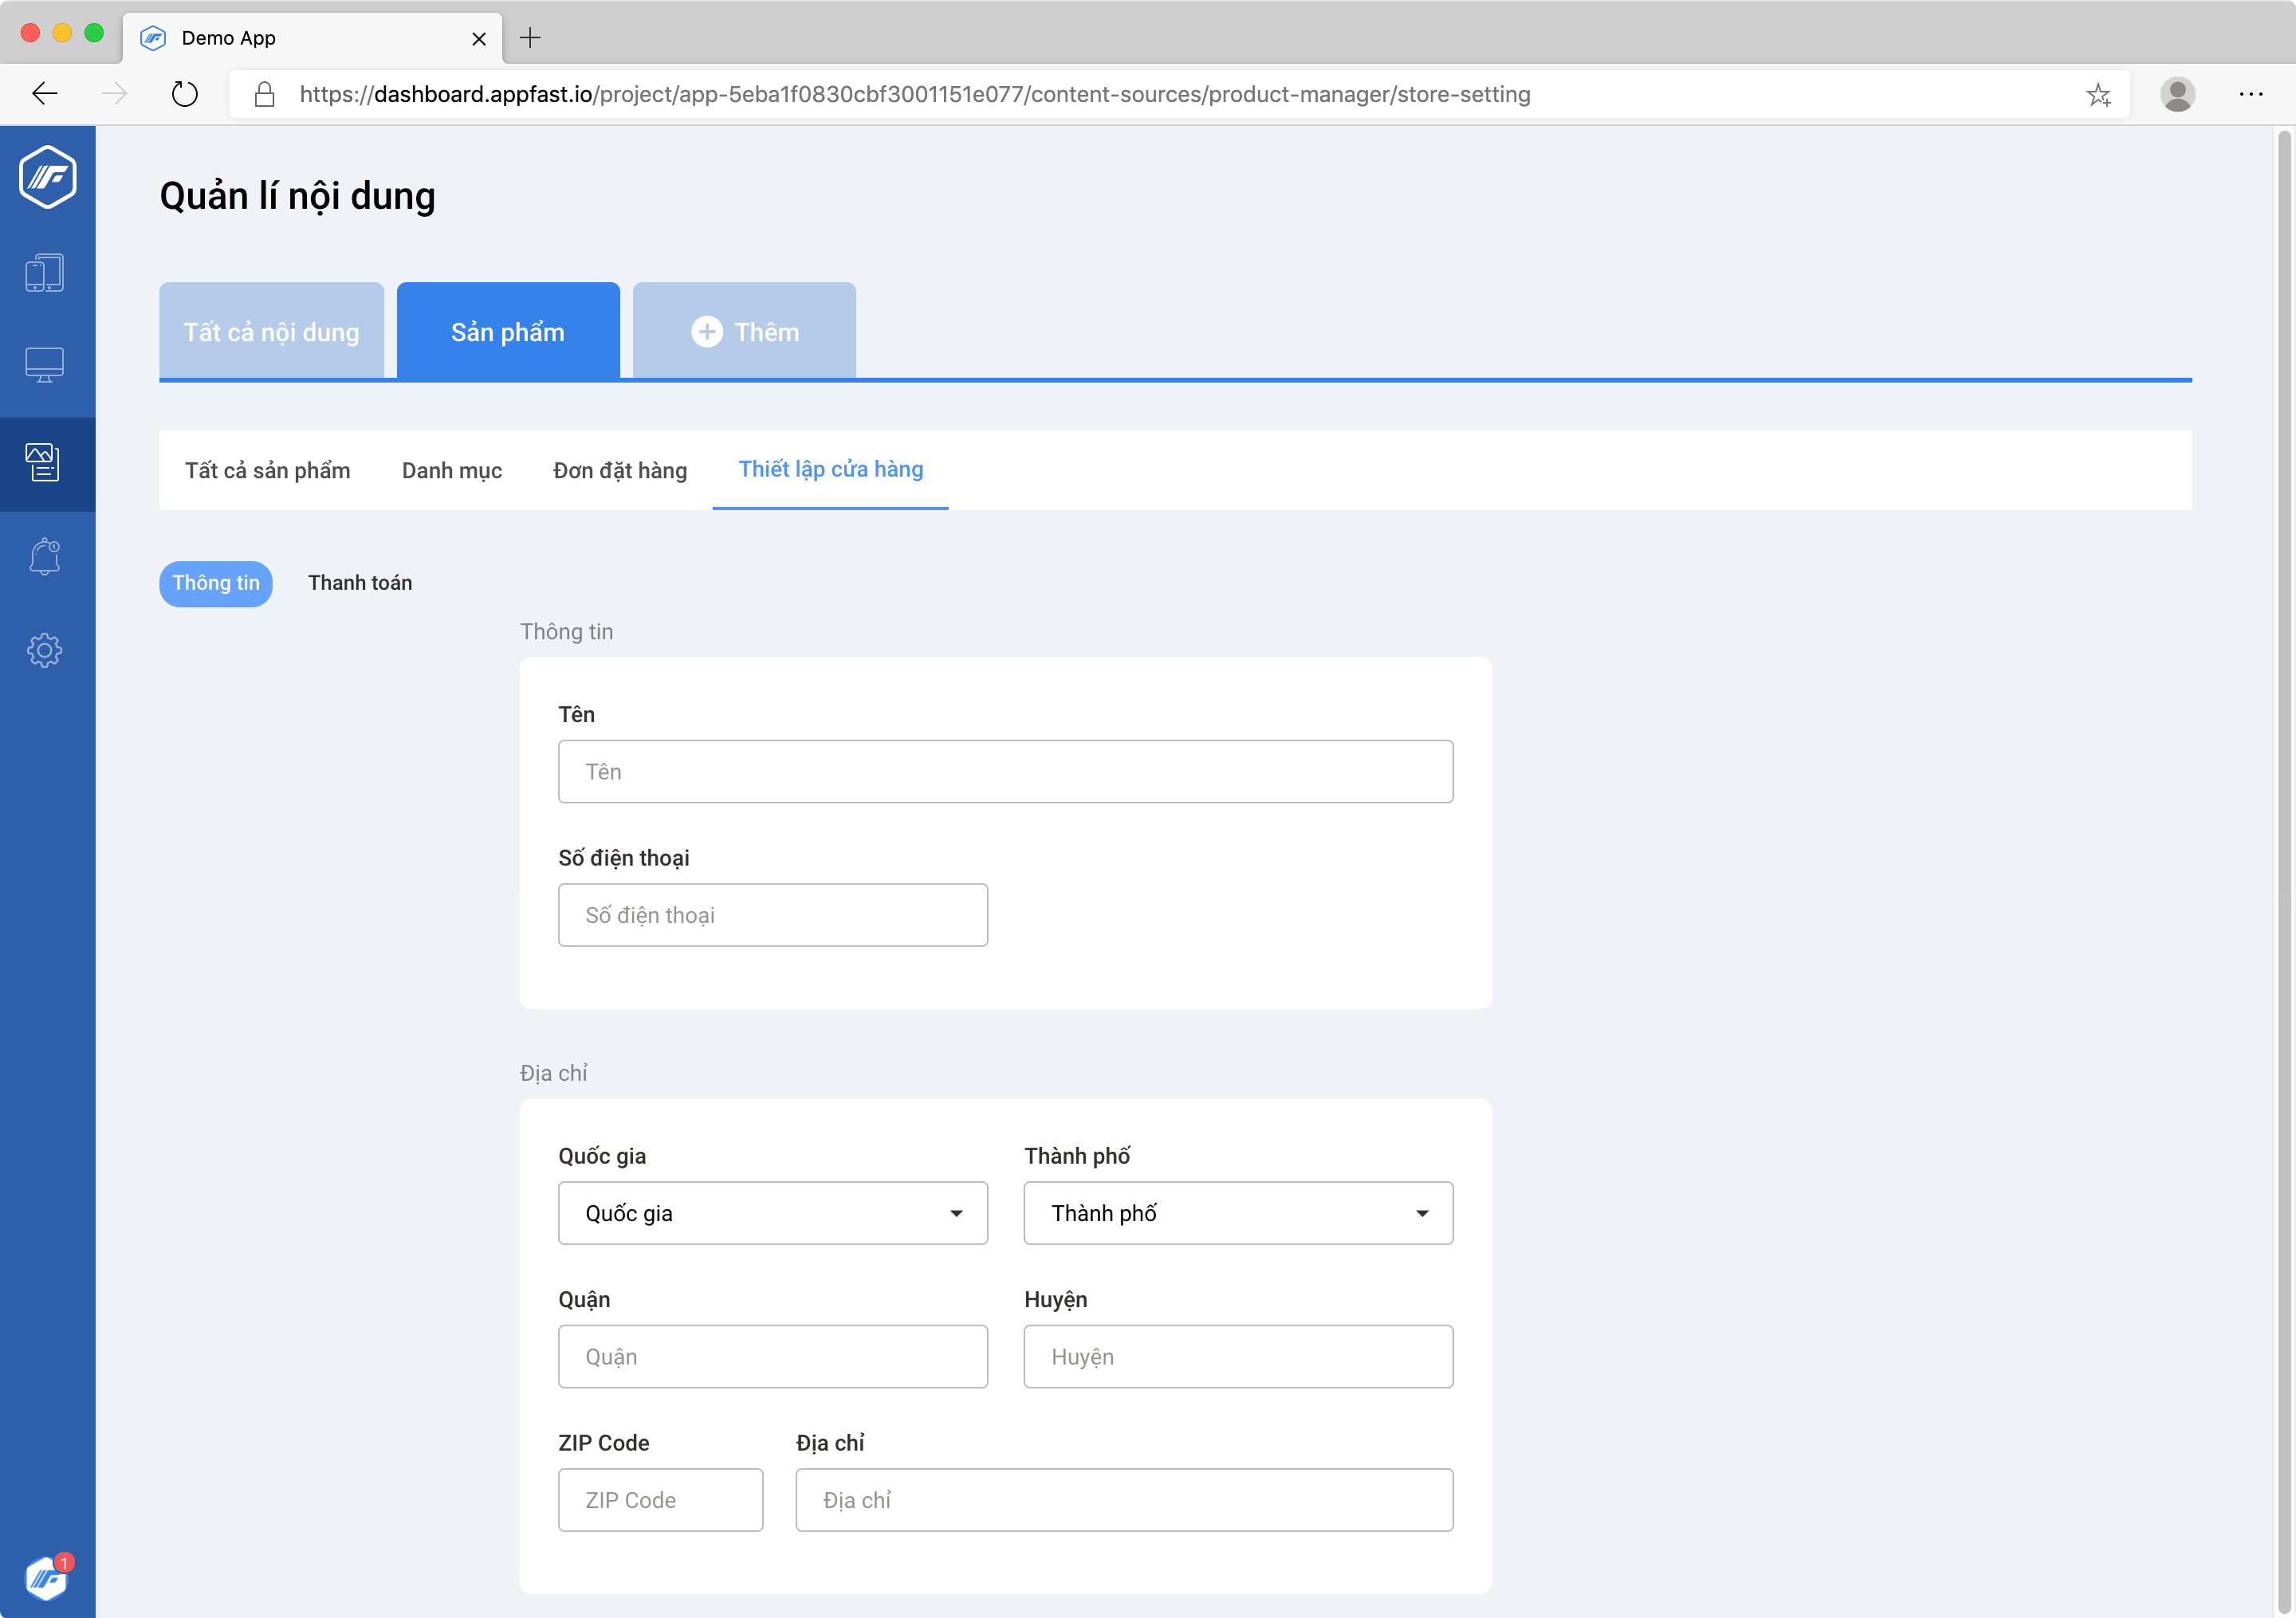 Demo App
https://dashboard.appfast.io/project/app-5eba1f0830cbf3001151e077/content-sources/product-manager/store-setting
Quản lí nội dung
Tất cả nội dung
Sản phẩm
Thêm
Tất cả sản phẩm
Danh mục
Đơn đặt hàng
Thiết lập cửa hàng
Thông tin
Thanh toán
Thông tin
Tên
Tên
Số điện thoại
Số điện thoại
Địa chỉ
Quốc gia
Thành phố
Quốc gia
Thành phố
Quận
Huyện
Quận
Huyện
ZIP Code
Địa chỉ
ZIP Code
Địa chỉ
1